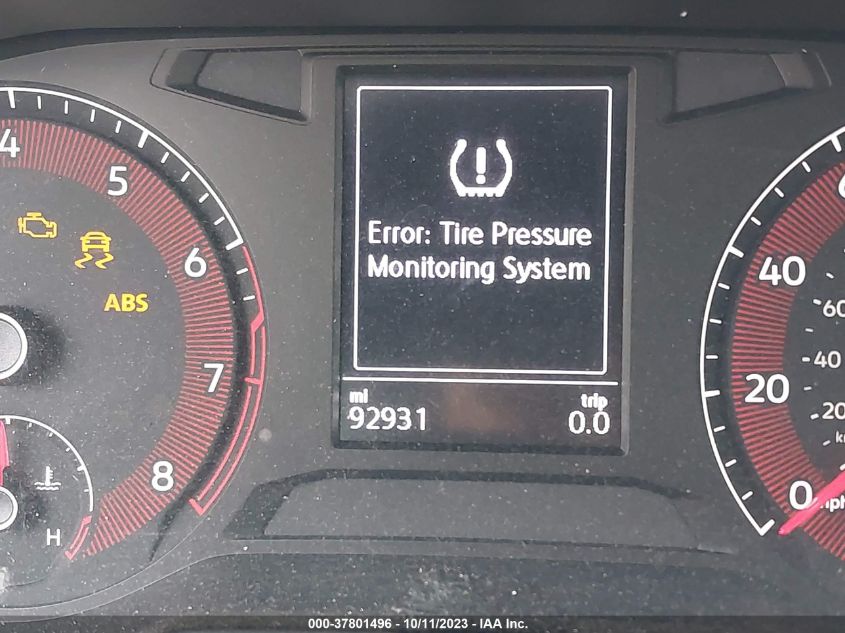 4
5
6
7
8
ABS
H
Error: Tire Pressure
Monitoring System
ml trip
92931 0.0
40
20
0
60
40
20
000-37801496 - 10/11/2023 - IAA Inc.